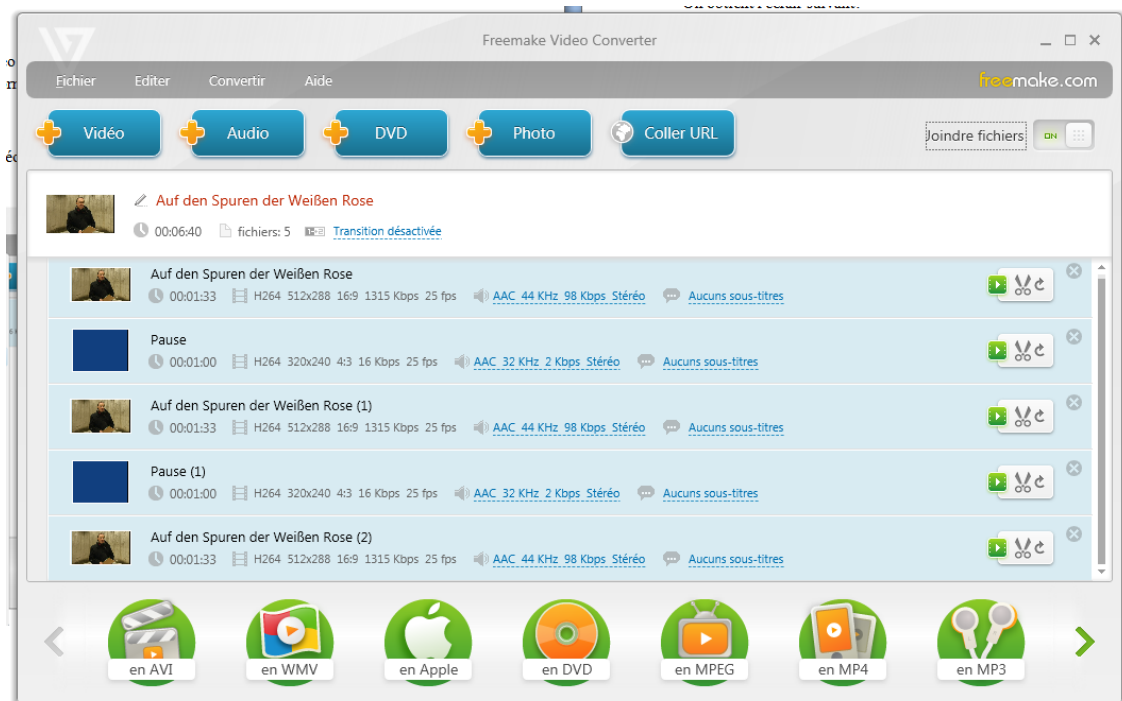 On obtient l'écran suivant:
Freemake Video Converter
Fichier Editer Convertir Aide
freemake.com
Vidéo Audio DVD Photo Coller URL
Joindre fichiers ON
Auf den Spuren der Weißen Rose
00:06:40 fichiers: 5 Transition désactivée
Auf den Spuren der Weißen Rose
00:01:33 H264 512x288 16:9 1315 Kbps 25 fps AAC 44 KHz 98 Kbps Stéréo Aucuns sous-titres
Pause
00:01:00 H264 320x240 4:3 16 Kbps 25 fps AAC 32 KHz 2 Kbps Stéréo Aucuns sous-titres
Auf den Spuren der Weißen Rose (1)
00:01:33 H264 512x288 16:9 1315 Kbps 25 fps AAC 44 KHz 98 Kbps Stéréo Aucuns sous-titres
Pause (1)
00:01:00 H264 320x240 4:3 16 Kbps 25 fps AAC 32 KHz 2 Kbps Stéréo Aucuns sous-titres
Auf den Spuren der Weißen Rose (2)
00:01:33 H264 512x288 16:9 1315 Kbps 25 fps AAC 44 KHz 98 Kbps Stéréo Aucuns sous-titres
en AVI en WMV en Apple en DVD en MPEG en MP4 en MP3